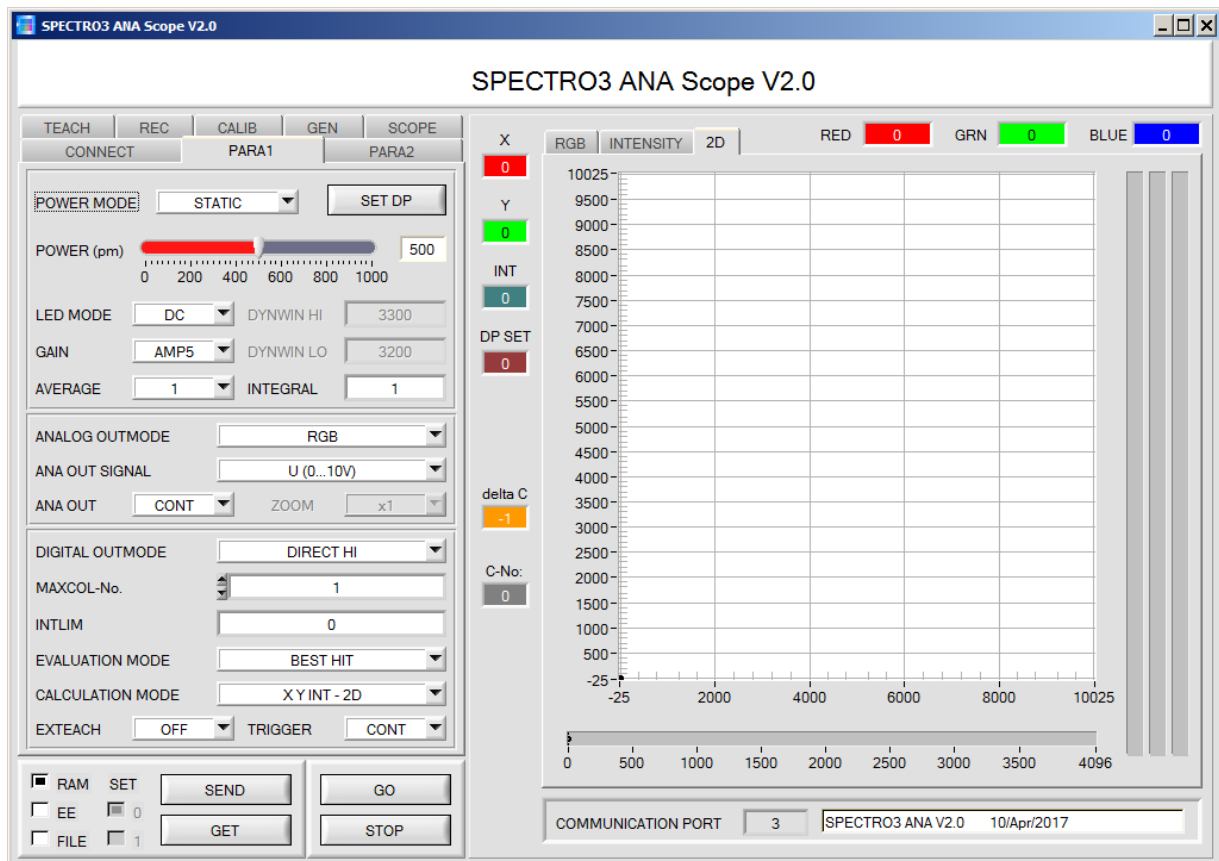 SPECTRO3 ANA Scope V2.0
SPECTRO3 ANA Scope V2.0
TEACH REC CALIB GEN SCOPE
CONNECT PARA1 PARA2
POWER MODE STATIC SET DP
POWER (pm) 500
0 200 400 600 800 1000
LED MODE DC DYNWIN HI 3300
GAIN AMP5 DYNWIN LO 3200
AVERAGE 1 INTEGRAL 1
ANALOG OUTMODE RGB
ANA OUT SIGNAL U (0...10V)
ANA OUT CONT ZOOM x1
DIGITAL OUTMODE DIRECT HI
MAXCOL-No. 1
INTLIM 0
EVALUATION MODE BEST HIT
CALCULATION MODE X Y INT - 2D
EXTEACH OFF TRIGGER CONT
RAM SET SEND GO
EE 0
FILE 1 GET STOP
X
0
Y
0
INT
0
DP SET
0
delta C
-1
C-No:
0
RGB INTENSITY 2D RED 0 GRN 0 BLUE 0
10025
9500
9000
8500
8000
7500
7000
6500
6000
5500
5000
4500
4000
3500
3000
2500
2000
1500
1000
500
-25
-25 2000 4000 6000 8000 10025
0 500 1000 1500 2000 2500 3000 3500 4096
COMMUNICATION PORT 3 SPECTRO3 ANA V2.0 10/Apr/2017